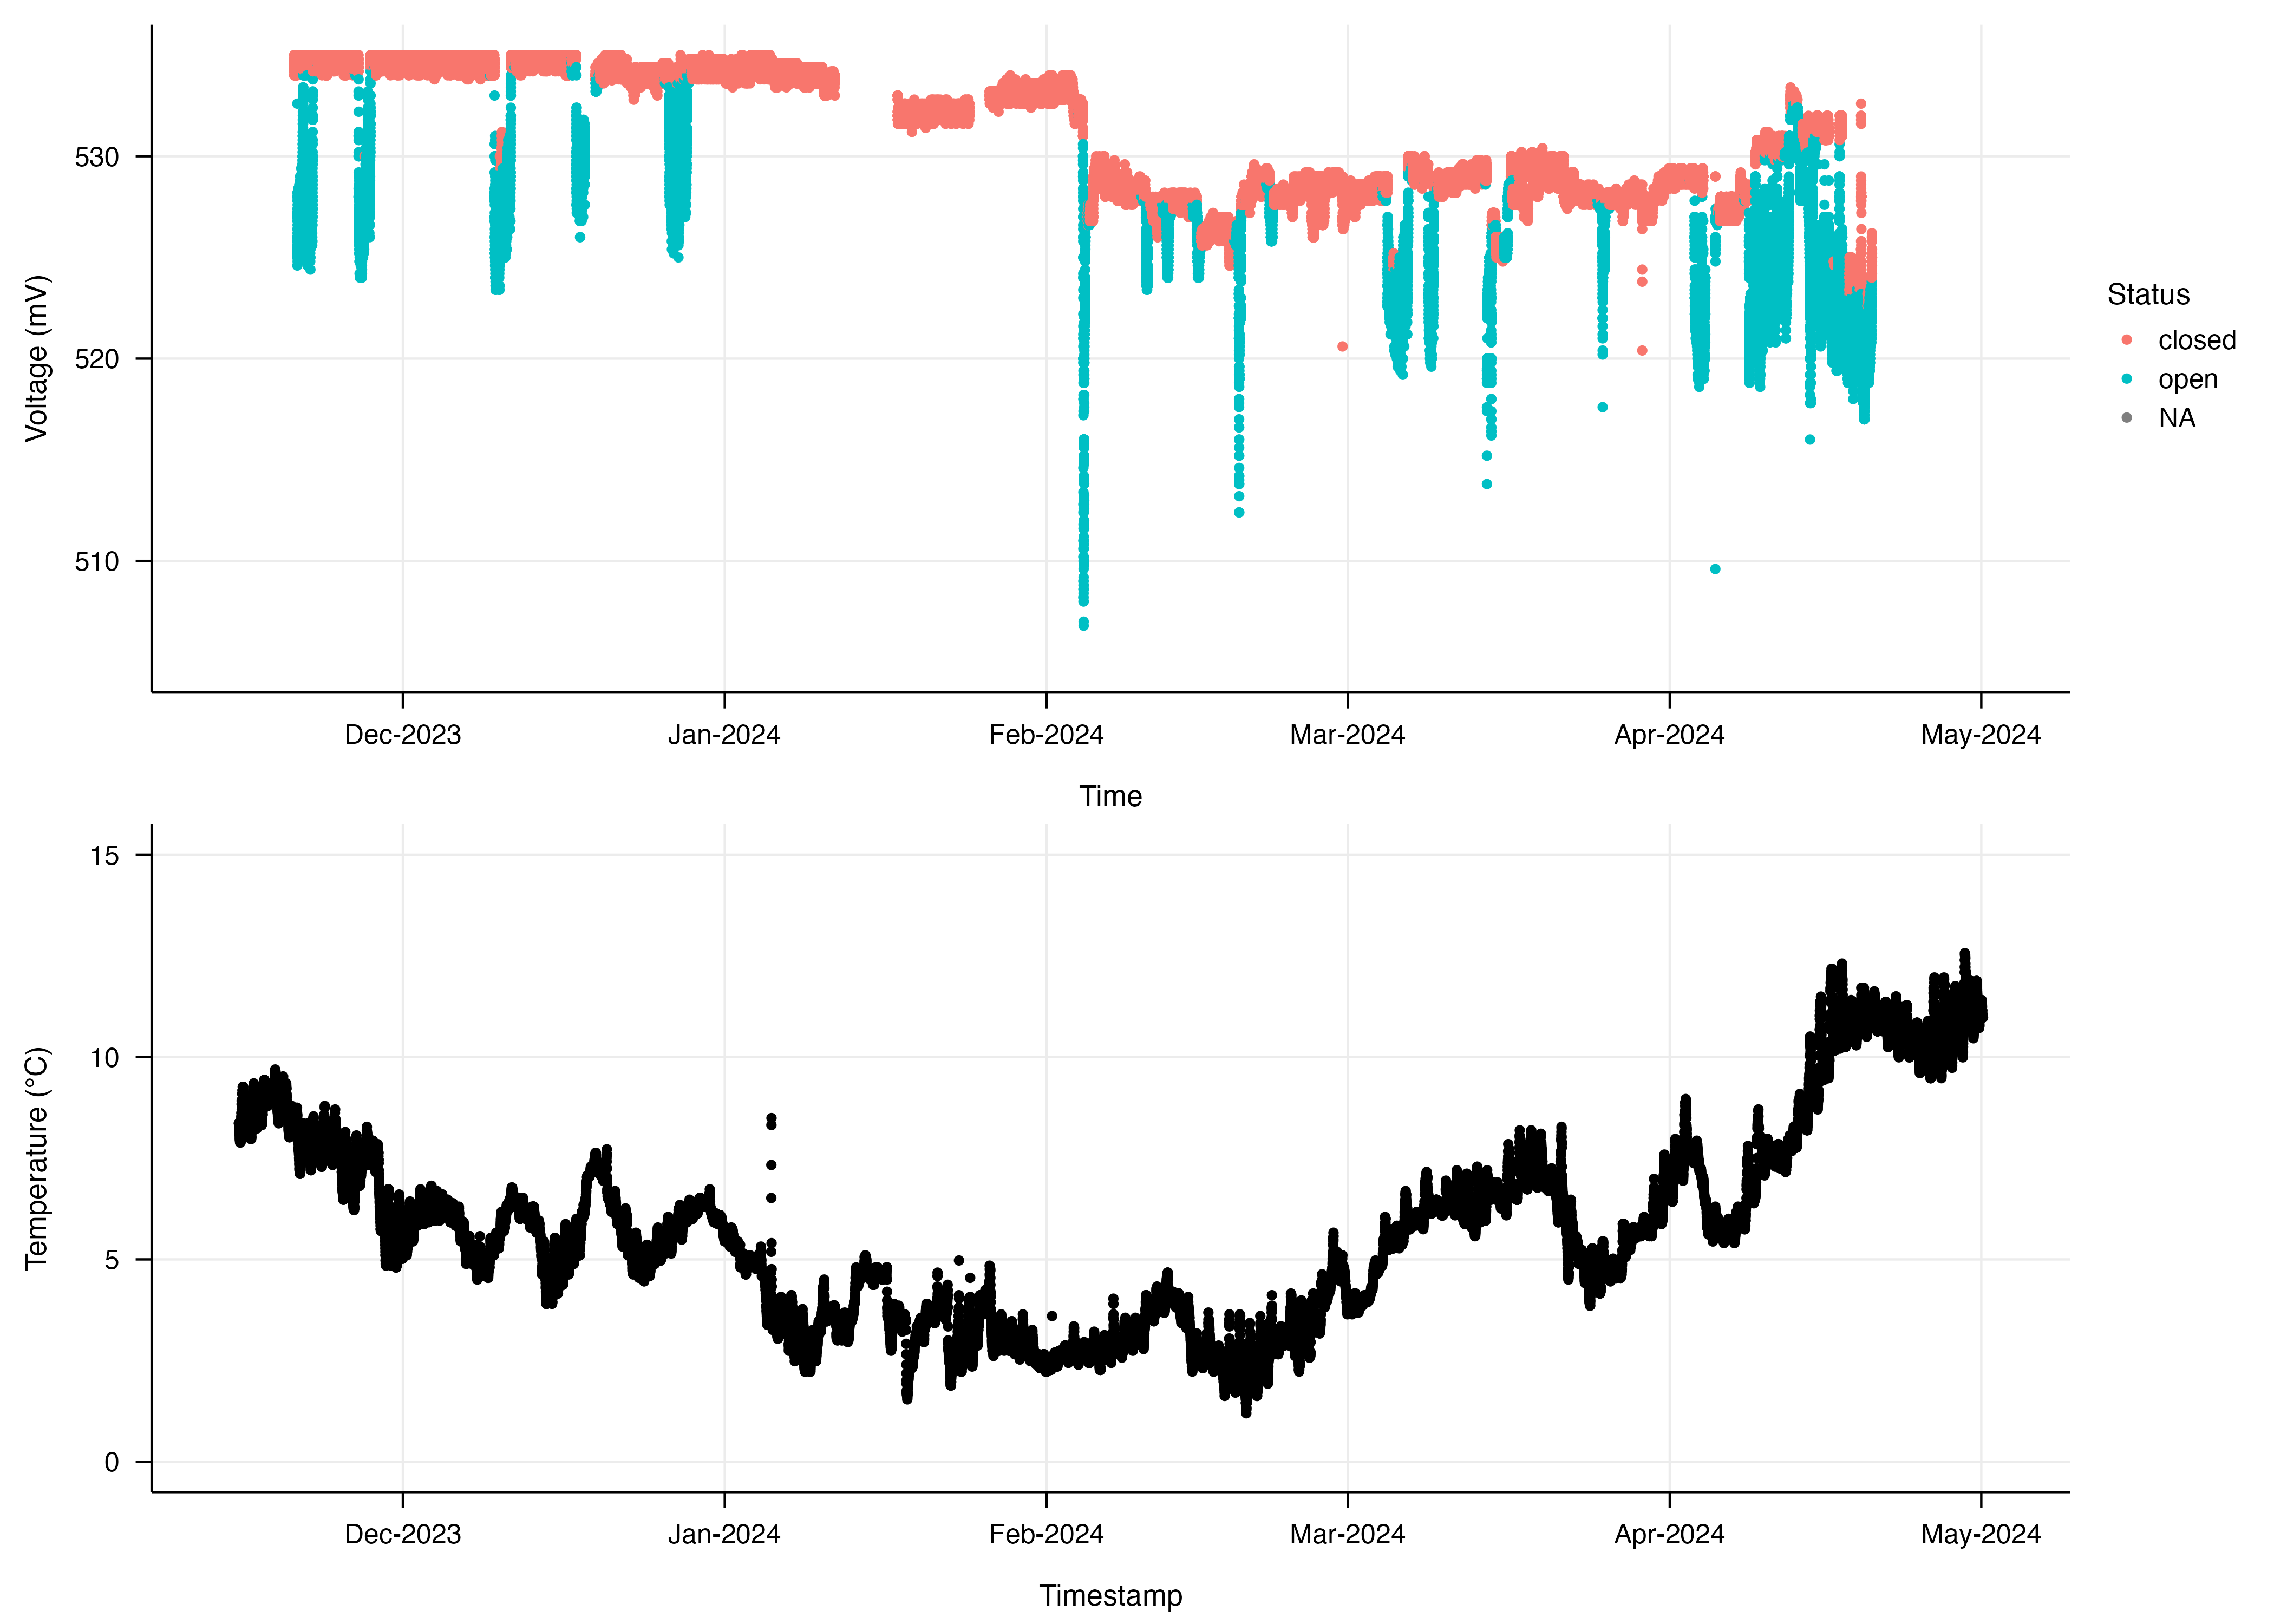 530
520
510
Voltage (mV)
Dec-2023 Jan-2024 Feb-2024 Mar-2024 Apr-2024 May-2024
Time
Status
closed
open
NA
15
10
5
0
Temperature (°C)
Dec-2023 Jan-2024 Feb-2024 Mar-2024 Apr-2024 May-2024
Timestamp